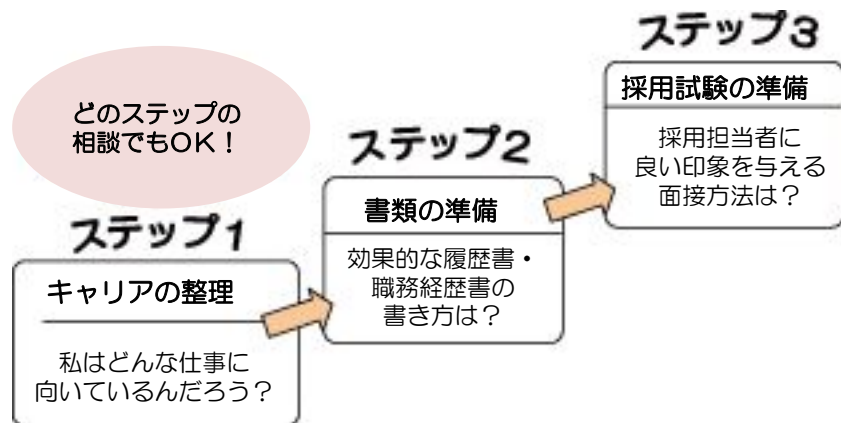 どのステップの
相談でもOK！
ステップ1
キャリアの整理
私はどんな仕事に
向いているんだろう？
ステップ2
書類の準備
効果的な履歴書・
職務経歴書の
書き方は？
ステップ3
採用試験の準備
採用担当者に
良い印象を与える
面接方法は？